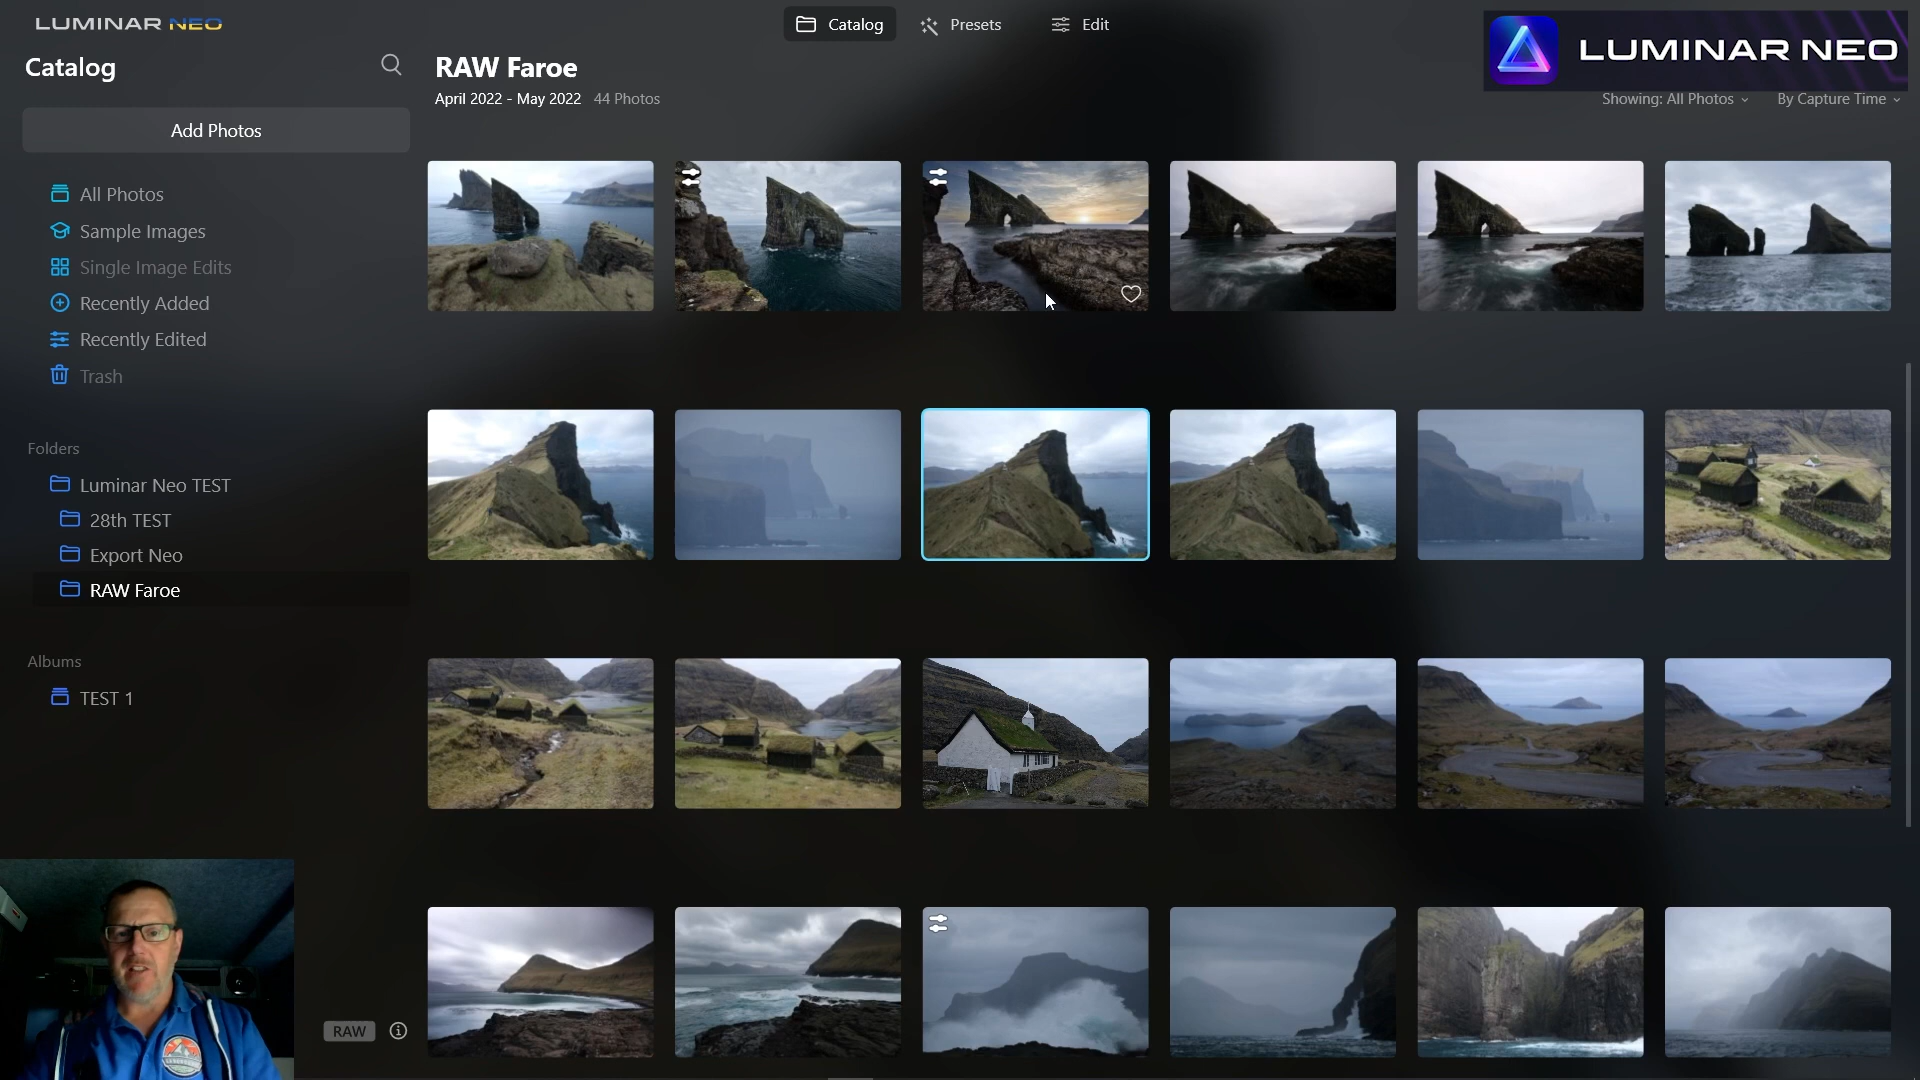 LUMINAR NEO
Catalog
Presets
Edit
LUMINAR NEO
Catalog
RAW Faroe
April 2022 - May 2022 44 Photos
Showing: All Photos
By Capture Time
Add Photos
All Photos
Sample Images
Single Image Edits
Recently Added
Recently Edited
Trash
Folders
Luminar Neo TEST
28th TEST
Export Neo
RAW Faroe
Albums
TEST 1
RAW